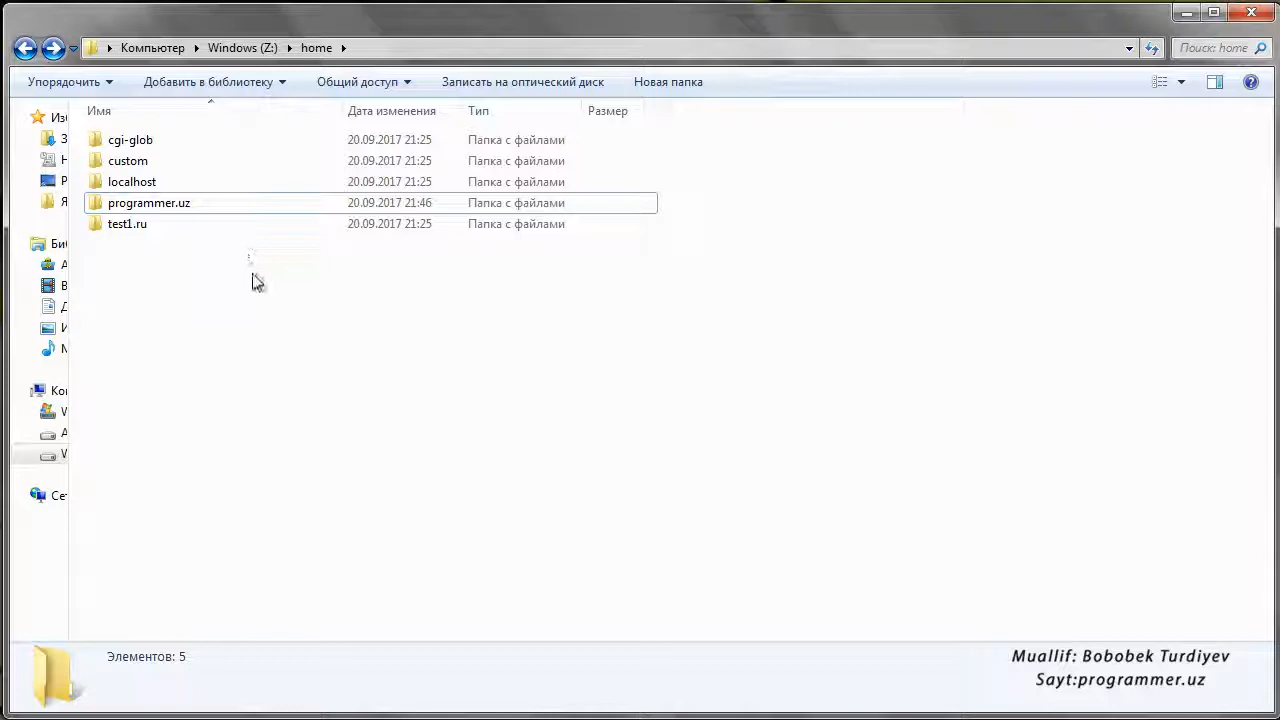 Компьютер Windows (Z:) home Поиск: home
Упорядочить Добавить в библиотеку Общий доступ Записать на оптический диск Новая папка
Имя Дата изменения Тип Размер
cgi-glob 20.09.2017 21:25 Папка с файлами
custom 20.09.2017 21:25 Папка с файлами
localhost 20.09.2017 21:25 Папка с файлами
programmer.uz 20.09.2017 21:46 Папка с файлами
test1.ru 20.09.2017 21:25 Папка с файлами
Элементов: 5
Muallif: Bobobek Turdiyev
Sayt:programmer.uz